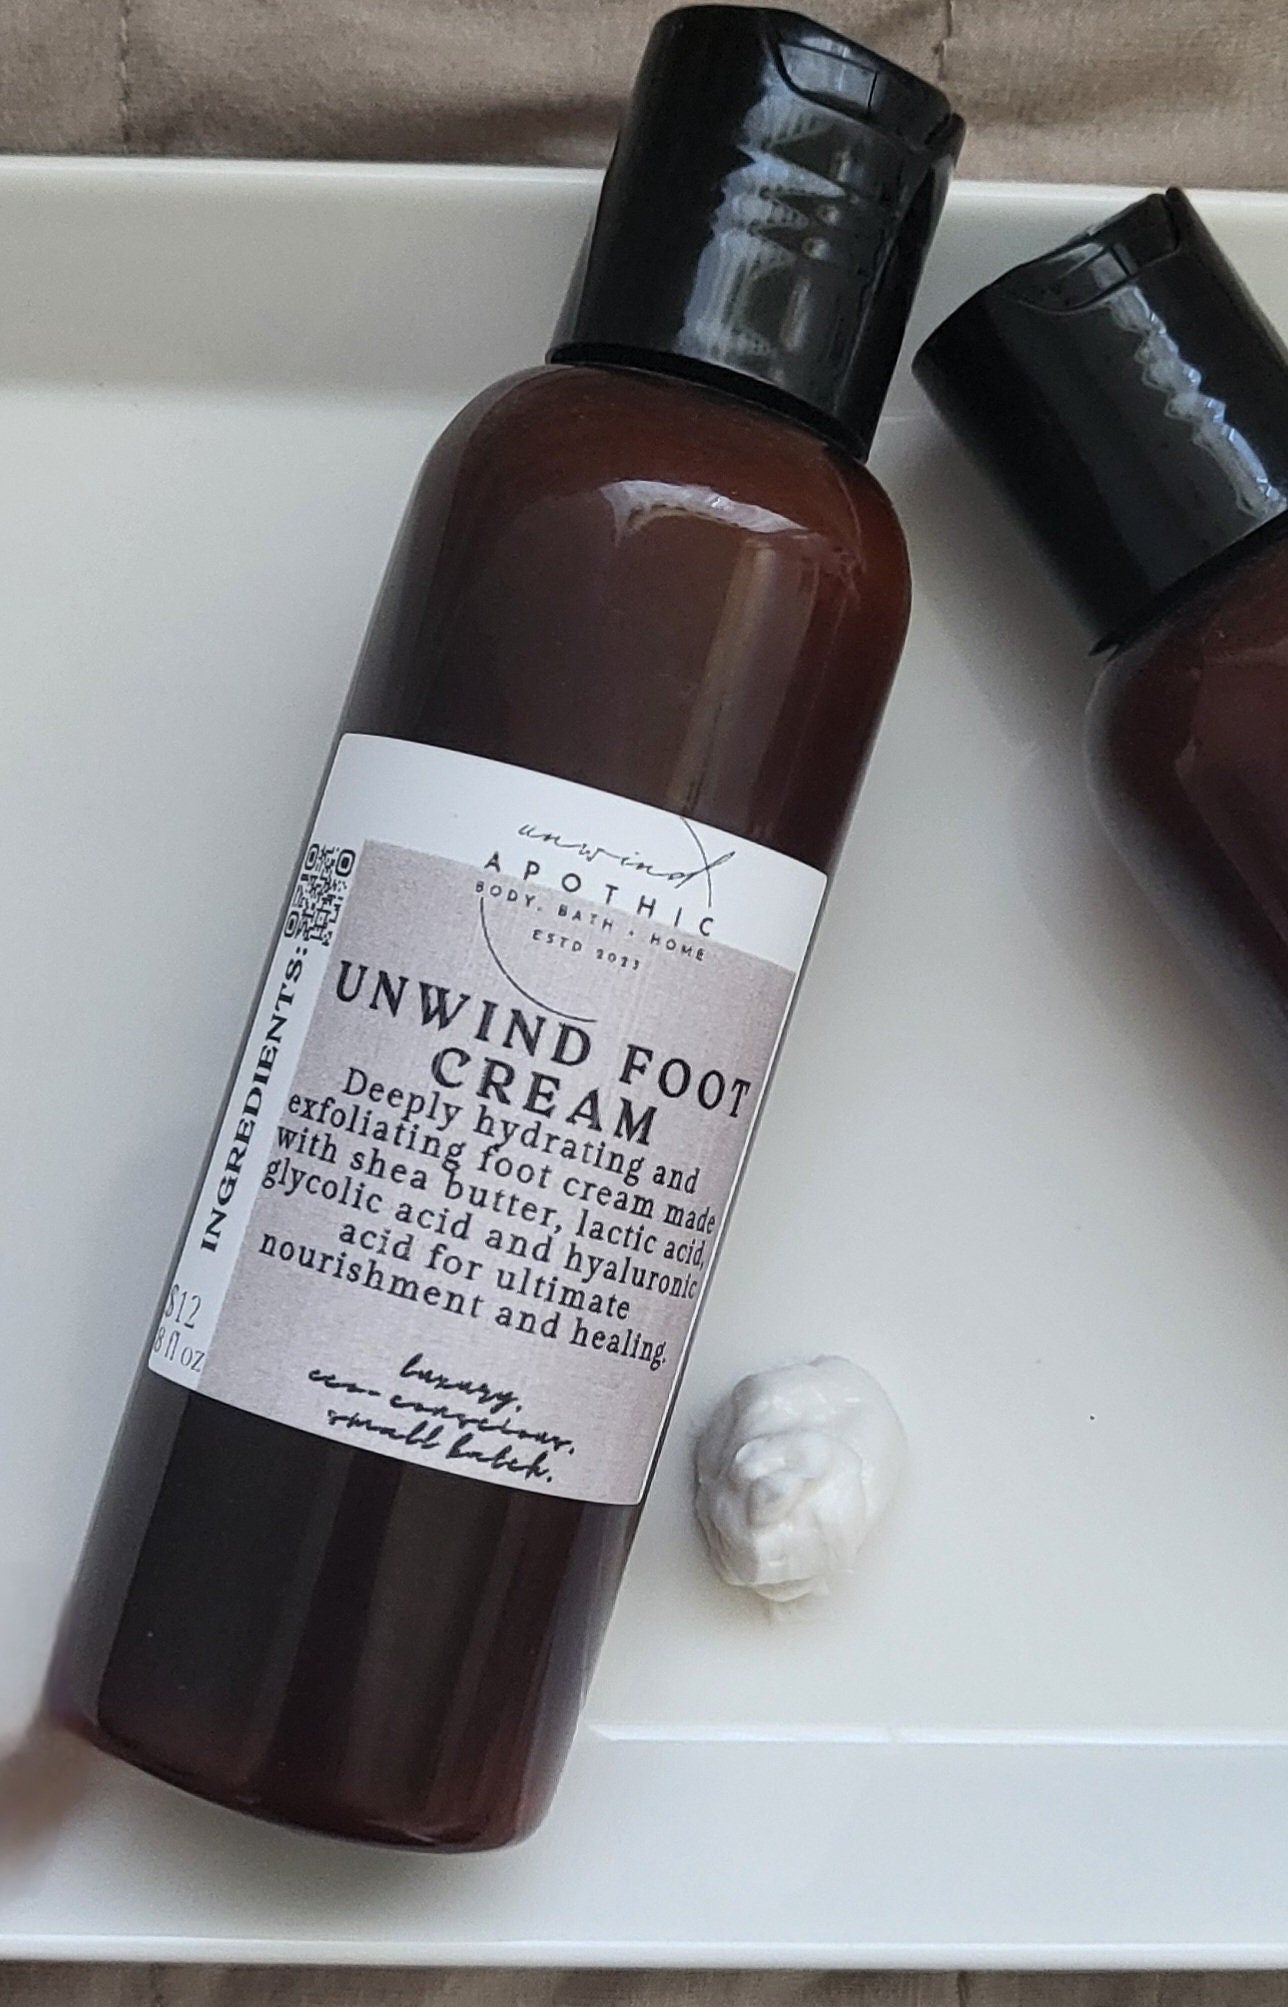 unwind
APOTHIC
BODY. BATH + HOME
ESTD 2023
UNWIND FOOT
CREAM
Deeply hydrating and
exfoliating foot cream made
with shea butter, lactic acid,
glycolic acid and hyaluronic
acid for ultimate
nourishment and healing.
luxury.
eco-conscious.
small batch.
INGREDIENTS:
$12
8 fl oz